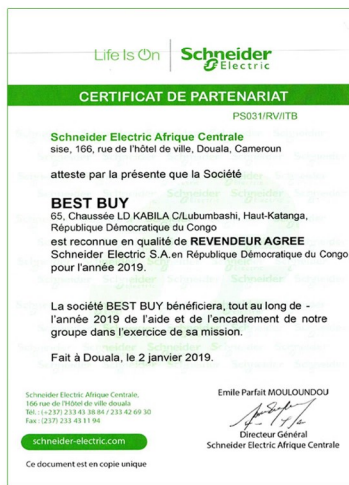 Life Is On
Schneider
Electric
CERTIFICAT DE PARTENARIAT
PS031/RV/ITB
Schneider Electric Afrique Centrale
sise, 166, rue de l'hôtel de ville, Douala, Cameroun
atteste par la présente que la Société
BEST BUY
65, Chaussée LD KABILA C/Lubumbashi, Haut-Katanga,
République Démocratique du Congo
est reconnue en qualité de REVENDEUR AGREE
Schneider Electric S.A.en République Démocratique du Congo
pour l'année 2019.
La société BEST BUY bénéficiera, tout au long de -
l'année 2019 de l'aide et de l'encadrement de notre
groupe dans l'exercice de sa mission.
Fait à Douala, le 2 janvier 2019.
Schneider Electric Afrique Centrale,
166 rue de l'Hôtel de ville douala
Tél. : (+237) 233 43 38 84 / 233 42 69 30
Fax : (237) 233 43 11 94
schneider-electric.com
Ce document est en copie unique
Emile Parfait MOULOUNDOU
Directeur Général
Schneider Electric Afrique Centrale